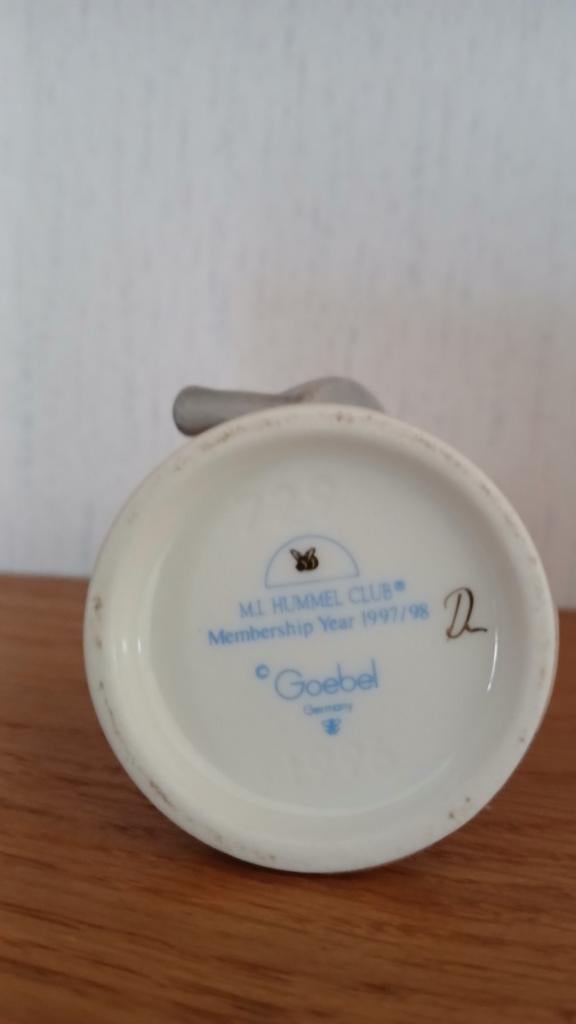 M.I. HUMMEL CLUB®
Membership Year 1997/98
© Goebel
Germany